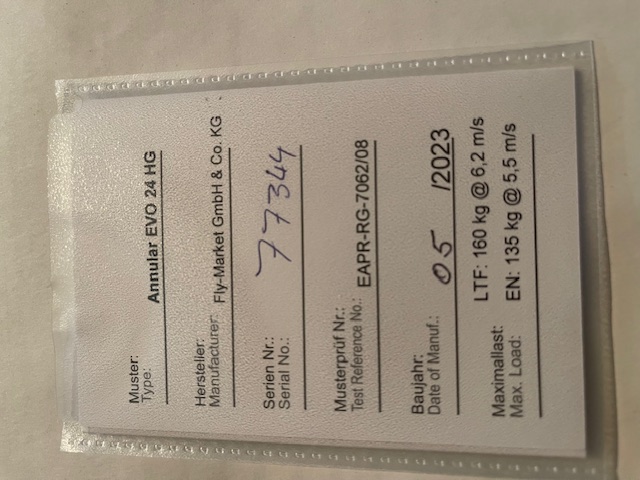 Muster:
Type: Annular EVO 24 HG
Hersteller:
Manufacturer: Fly-Market GmbH & Co. KG
Serien Nr.:
Serial No.: 77344
Musterprüf Nr.:
Test Reference No.: EAPR-RG-7062/08
Baujahr:
Date of Manuf.: 05 /2023
Maximallast: LTF: 160 kg @ 6,2 m/s
Max. Load: EN: 135 kg @ 5,5 m/s